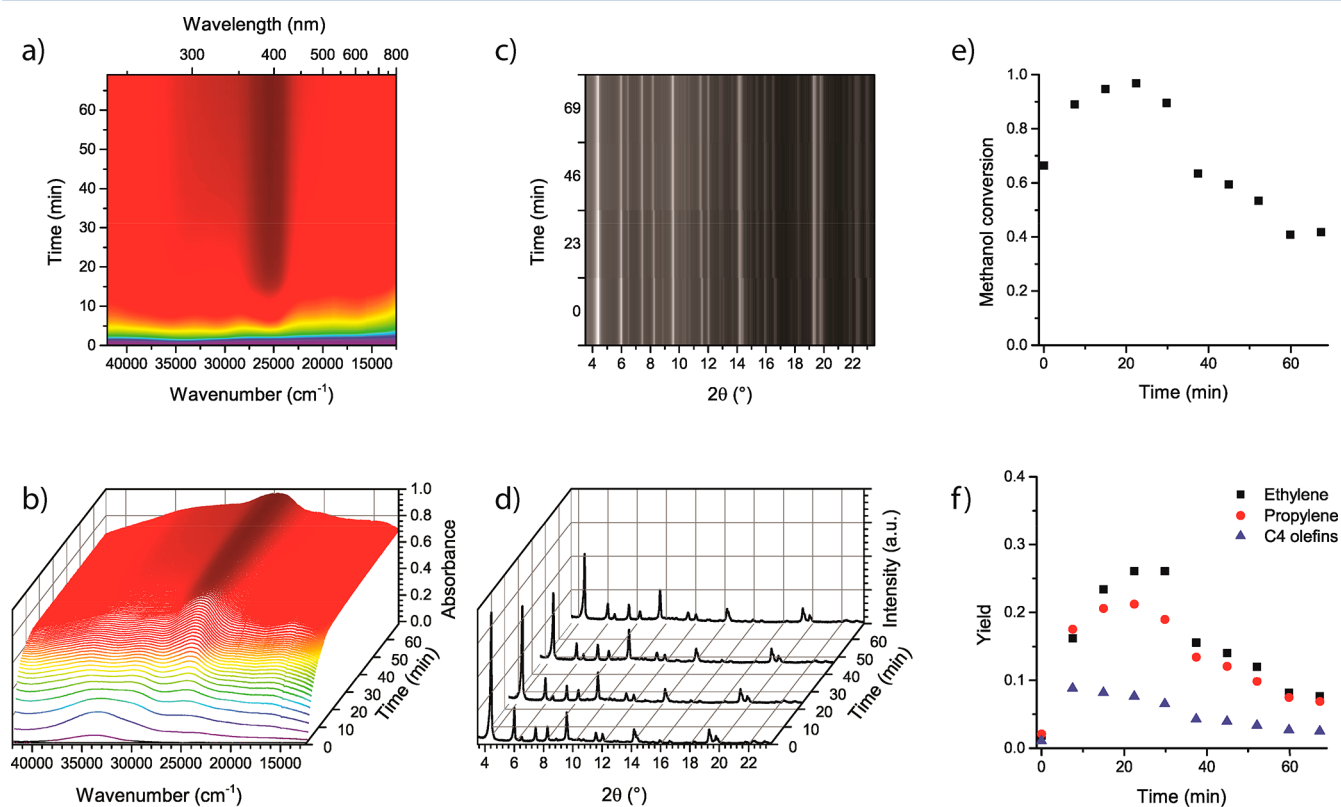 a)
Wavelength (nm)
300 400 500 600 800
Time (min)
60
50
40
30
20
10
0
40000 35000 30000 25000 20000 15000
Wavenumber (cm⁻¹)
c)
Time (min)
69
46
23
0
4 6 8 10 12 14 16 18 20 22
2θ (°)
e)
Methanol conversion
1.0
0.8
0.6
0.4
0.2
0.0
0 20 40 60
Time (min)
b)
Absorbance
1.0
0.8
0.6
0.4
0.2
0.0
Time (min)
60
50
40
30
20
10
0
40000 35000 30000 25000 20000 15000
Wavenumber (cm⁻¹)
d)
Intensity (a.u.)
Time (min)
60
50
40
30
20
10
0
4 6 8 10 12 14 16 18 20 22
2θ (°)
f)
Yield
0.4
0.3
0.2
0.1
0.0
Ethylene
Propylene
C4 olefins
0 20 40 60
Time (min)